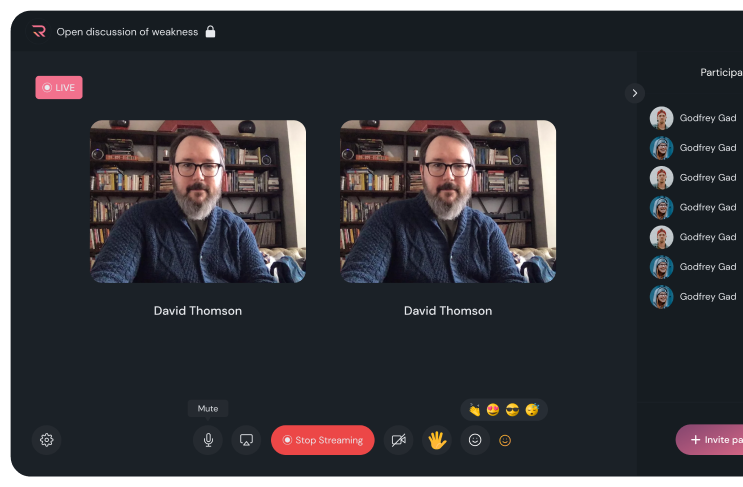 Open discussion of weakness
LIVE
Participa
Godfrey Gad
Godfrey Gad
Godfrey Gad
Godfrey Gad
Godfrey Gad
Godfrey Gad
Godfrey Gad
David Thomson
David Thomson
Mute
Stop Streaming
+ Invite pa